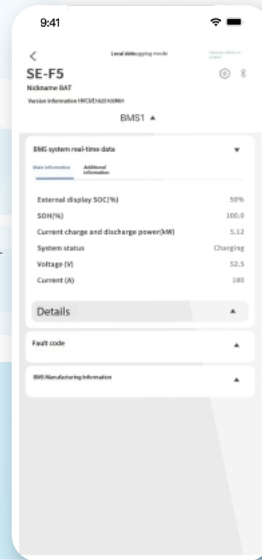 9:41
Local debugging mode
SE-F5
Nickname BAT
Version Information
BMS1
BMS system real-time data
Main information Additional information
External display SOC(%) 50%
SOH(%) 100.0
Current charge and discharge power(kW) 5.12
System status Charging
Voltage (V) 52.5
Current (A) 100
Details
Fault code
BMS Manufacturing Information